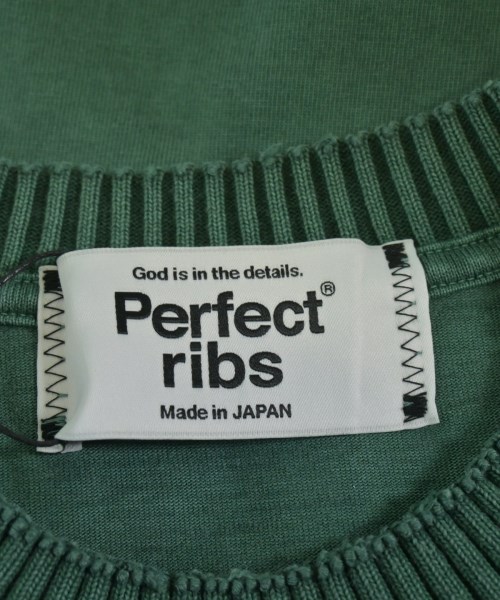 God is in the details.
Perfect®
ribs
Made in JAPAN